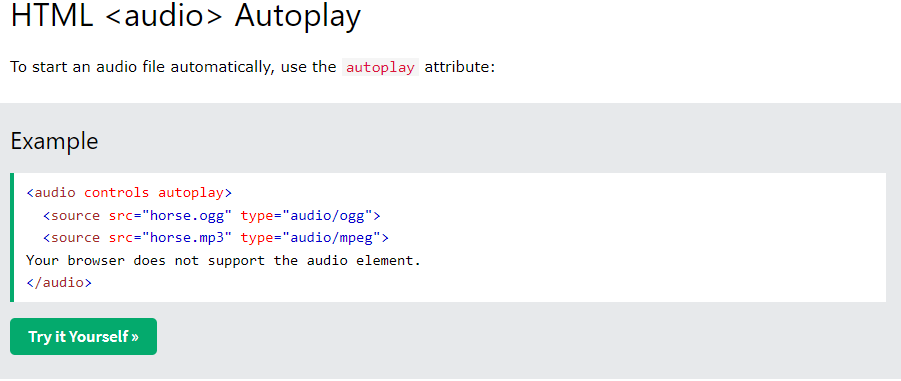 HTML <audio> Autoplay
To start an audio file automatically, use the autoplay attribute:
Example
<audio controls autoplay>
  <source src="horse.ogg" type="audio/ogg">
  <source src="horse.mp3" type="audio/mpeg">
Your browser does not support the audio element.
</audio>
Try it Yourself »